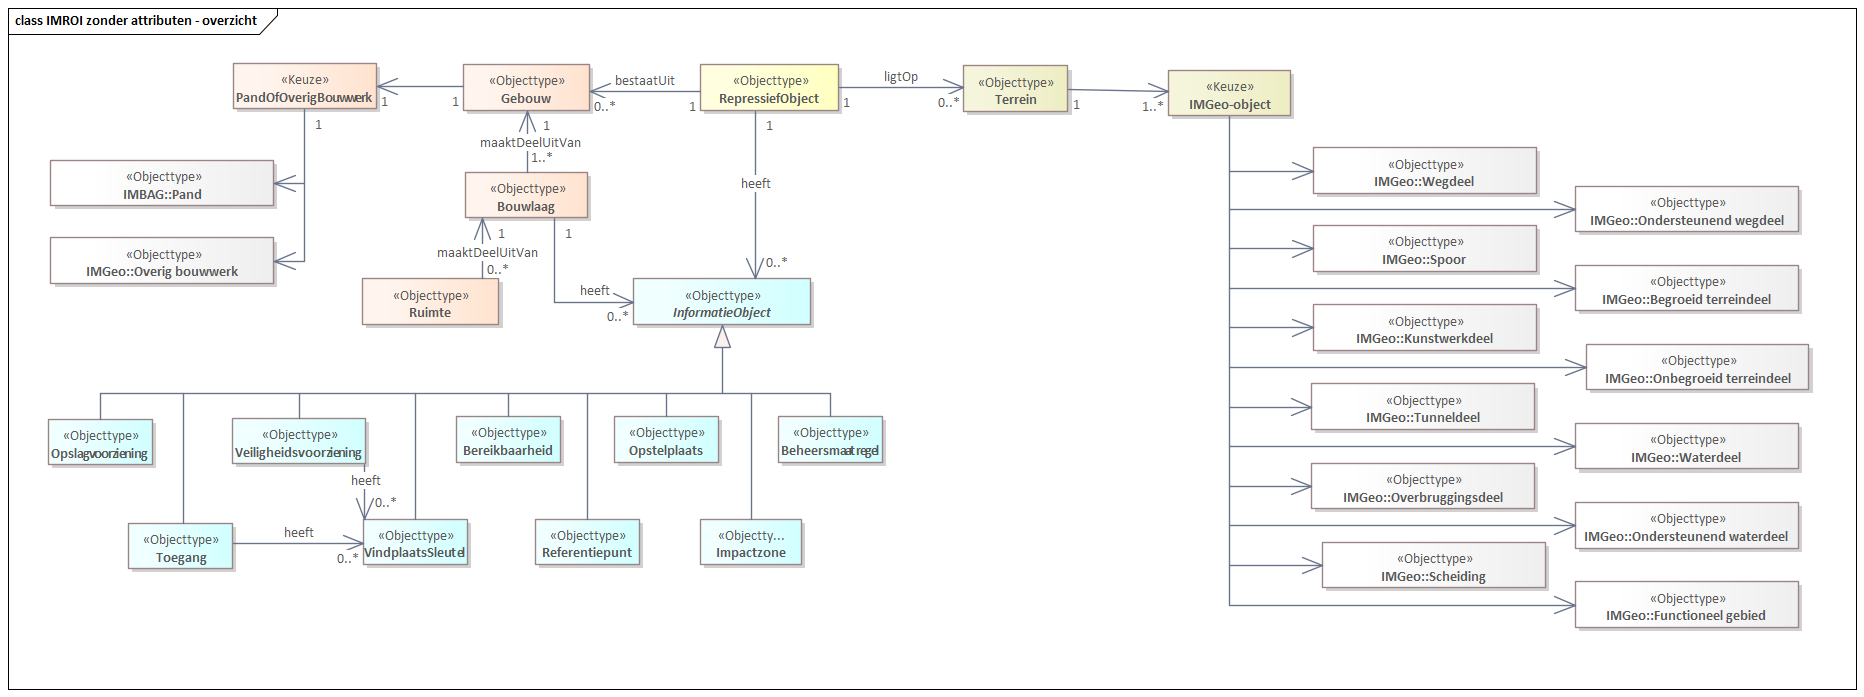 class IMROI zonder attributen - overzicht
«Keuze»
PandOfOverigBouwwerk
1
1
«Objecttype»
Gebouw
bestaatUit
0..*
1
«Objecttype»
RepressiefObject
1
ligtOp
0..*
«Objecttype»
Terrein
1
1..*
«Keuze»
IMGeo-object
1
1
maaktDeelUitVan
1..*
1
heeft
0..*
«Objecttype»
IMBAG::Pand
«Objecttype»
IMGeo::Overig bouwwerk
«Objecttype»
Bouwlaag
1
maaktDeelUitVan
0..*
1
heeft
0..*
«Objecttype»
Ruimte
«Objecttype»
InformatieObject
«Objecttype»
Opslagvoorziening
«Objecttype»
Veiligheidsvoorziening
«Objecttype»
Bereikbaarheid
«Objecttype»
Opstelplaats
«Objecttype»
Beheersmaatregel
heeft
0..*
«Objecttype»
Toegang
heeft
0..*
«Objecttype»
VindplaatsSleutel
«Objecttype»
Referentiepunt
«Objectty...
Impactzone
«Objecttype»
IMGeo::Wegdeel
«Objecttype»
IMGeo::Ondersteunend wegdeel
«Objecttype»
IMGeo::Spoor
«Objecttype»
IMGeo::Begroeid terreindeel
«Objecttype»
IMGeo::Kunstwerkdeel
«Objecttype»
IMGeo::Onbegroeid terreindeel
«Objecttype»
IMGeo::Tunneldeel
«Objecttype»
IMGeo::Waterdeel
«Objecttype»
IMGeo::Overbruggingsdeel
«Objecttype»
IMGeo::Ondersteunend waterdeel
«Objecttype»
IMGeo::Scheiding
«Objecttype»
IMGeo::Functioneel gebied